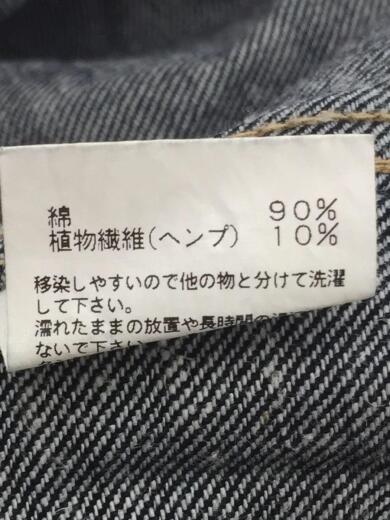 綿 90%
植物繊維(ヘンプ) 10%
移染しやすいので他の物と分けて洗濯
して下さい。
濡れたままの放置や長時間の
ないで下さい。